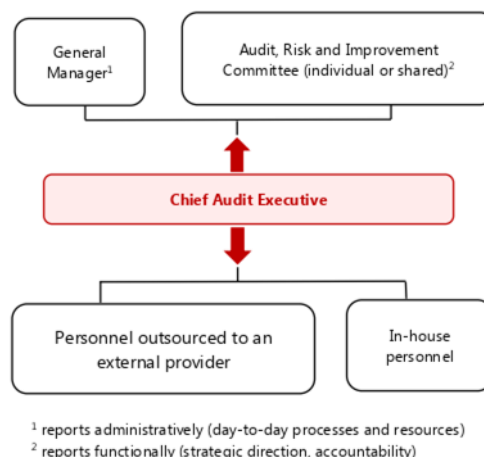 General
Manager¹
Audit, Risk and Improvement
Committee (individual or shared)²
Chief Audit Executive
Personnel outsourced to an
external provider
In-house
personnel
¹ reports administratively (day-to-day processes and resources)
² reports functionally (strategic direction, accountability)